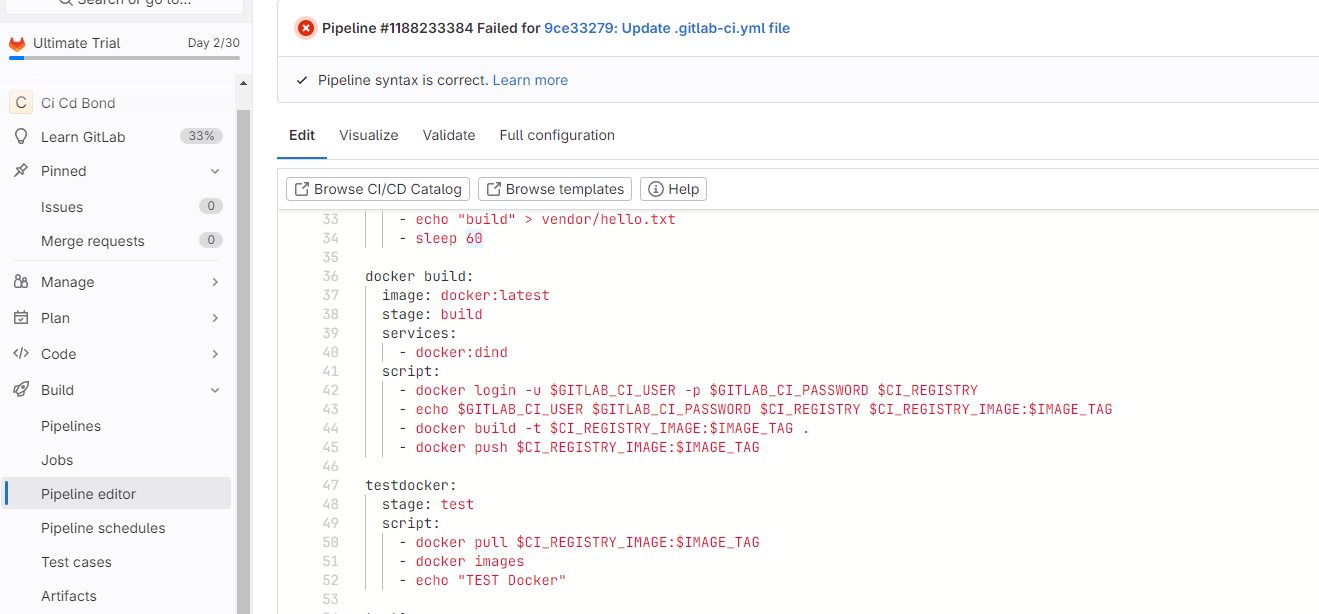 Search or go to...
Ultimate Trial
Day 2/30
C Ci Cd Bond
Learn GitLab 33%
Pinned
Issues 0
Merge requests 0
Manage
Plan
Code
Build
Pipelines
Jobs
Pipeline editor
Pipeline schedules
Test cases
Artifacts
Pipeline #1188233384 Failed for 9ce33279: Update .gitlab-ci.yml file
Pipeline syntax is correct. Learn more
Edit Visualize Validate Full configuration
Browse CI/CD Catalog Browse templates Help
33 - echo "build" > vendor/hello.txt
34 - sleep 60
35
36 docker build:
37 image: docker:latest
38 stage: build
39 services:
40 - docker:dind
41 script:
42 - docker login -u $GITLAB_CI_USER -p $GITLAB_CI_PASSWORD $CI_REGISTRY
43 - echo $GITLAB_CI_USER $GITLAB_CI_PASSWORD $CI_REGISTRY $CI_REGISTRY_IMAGE:$IMAGE_TAG
44 - docker build -t $CI_REGISTRY_IMAGE:$IMAGE_TAG .
45 - docker push $CI_REGISTRY_IMAGE:$IMAGE_TAG
46
47 testdocker:
48 stage: test
49 script:
50 - docker pull $CI_REGISTRY_IMAGE:$IMAGE_TAG
51 - docker images
52 - echo "TEST Docker"
53